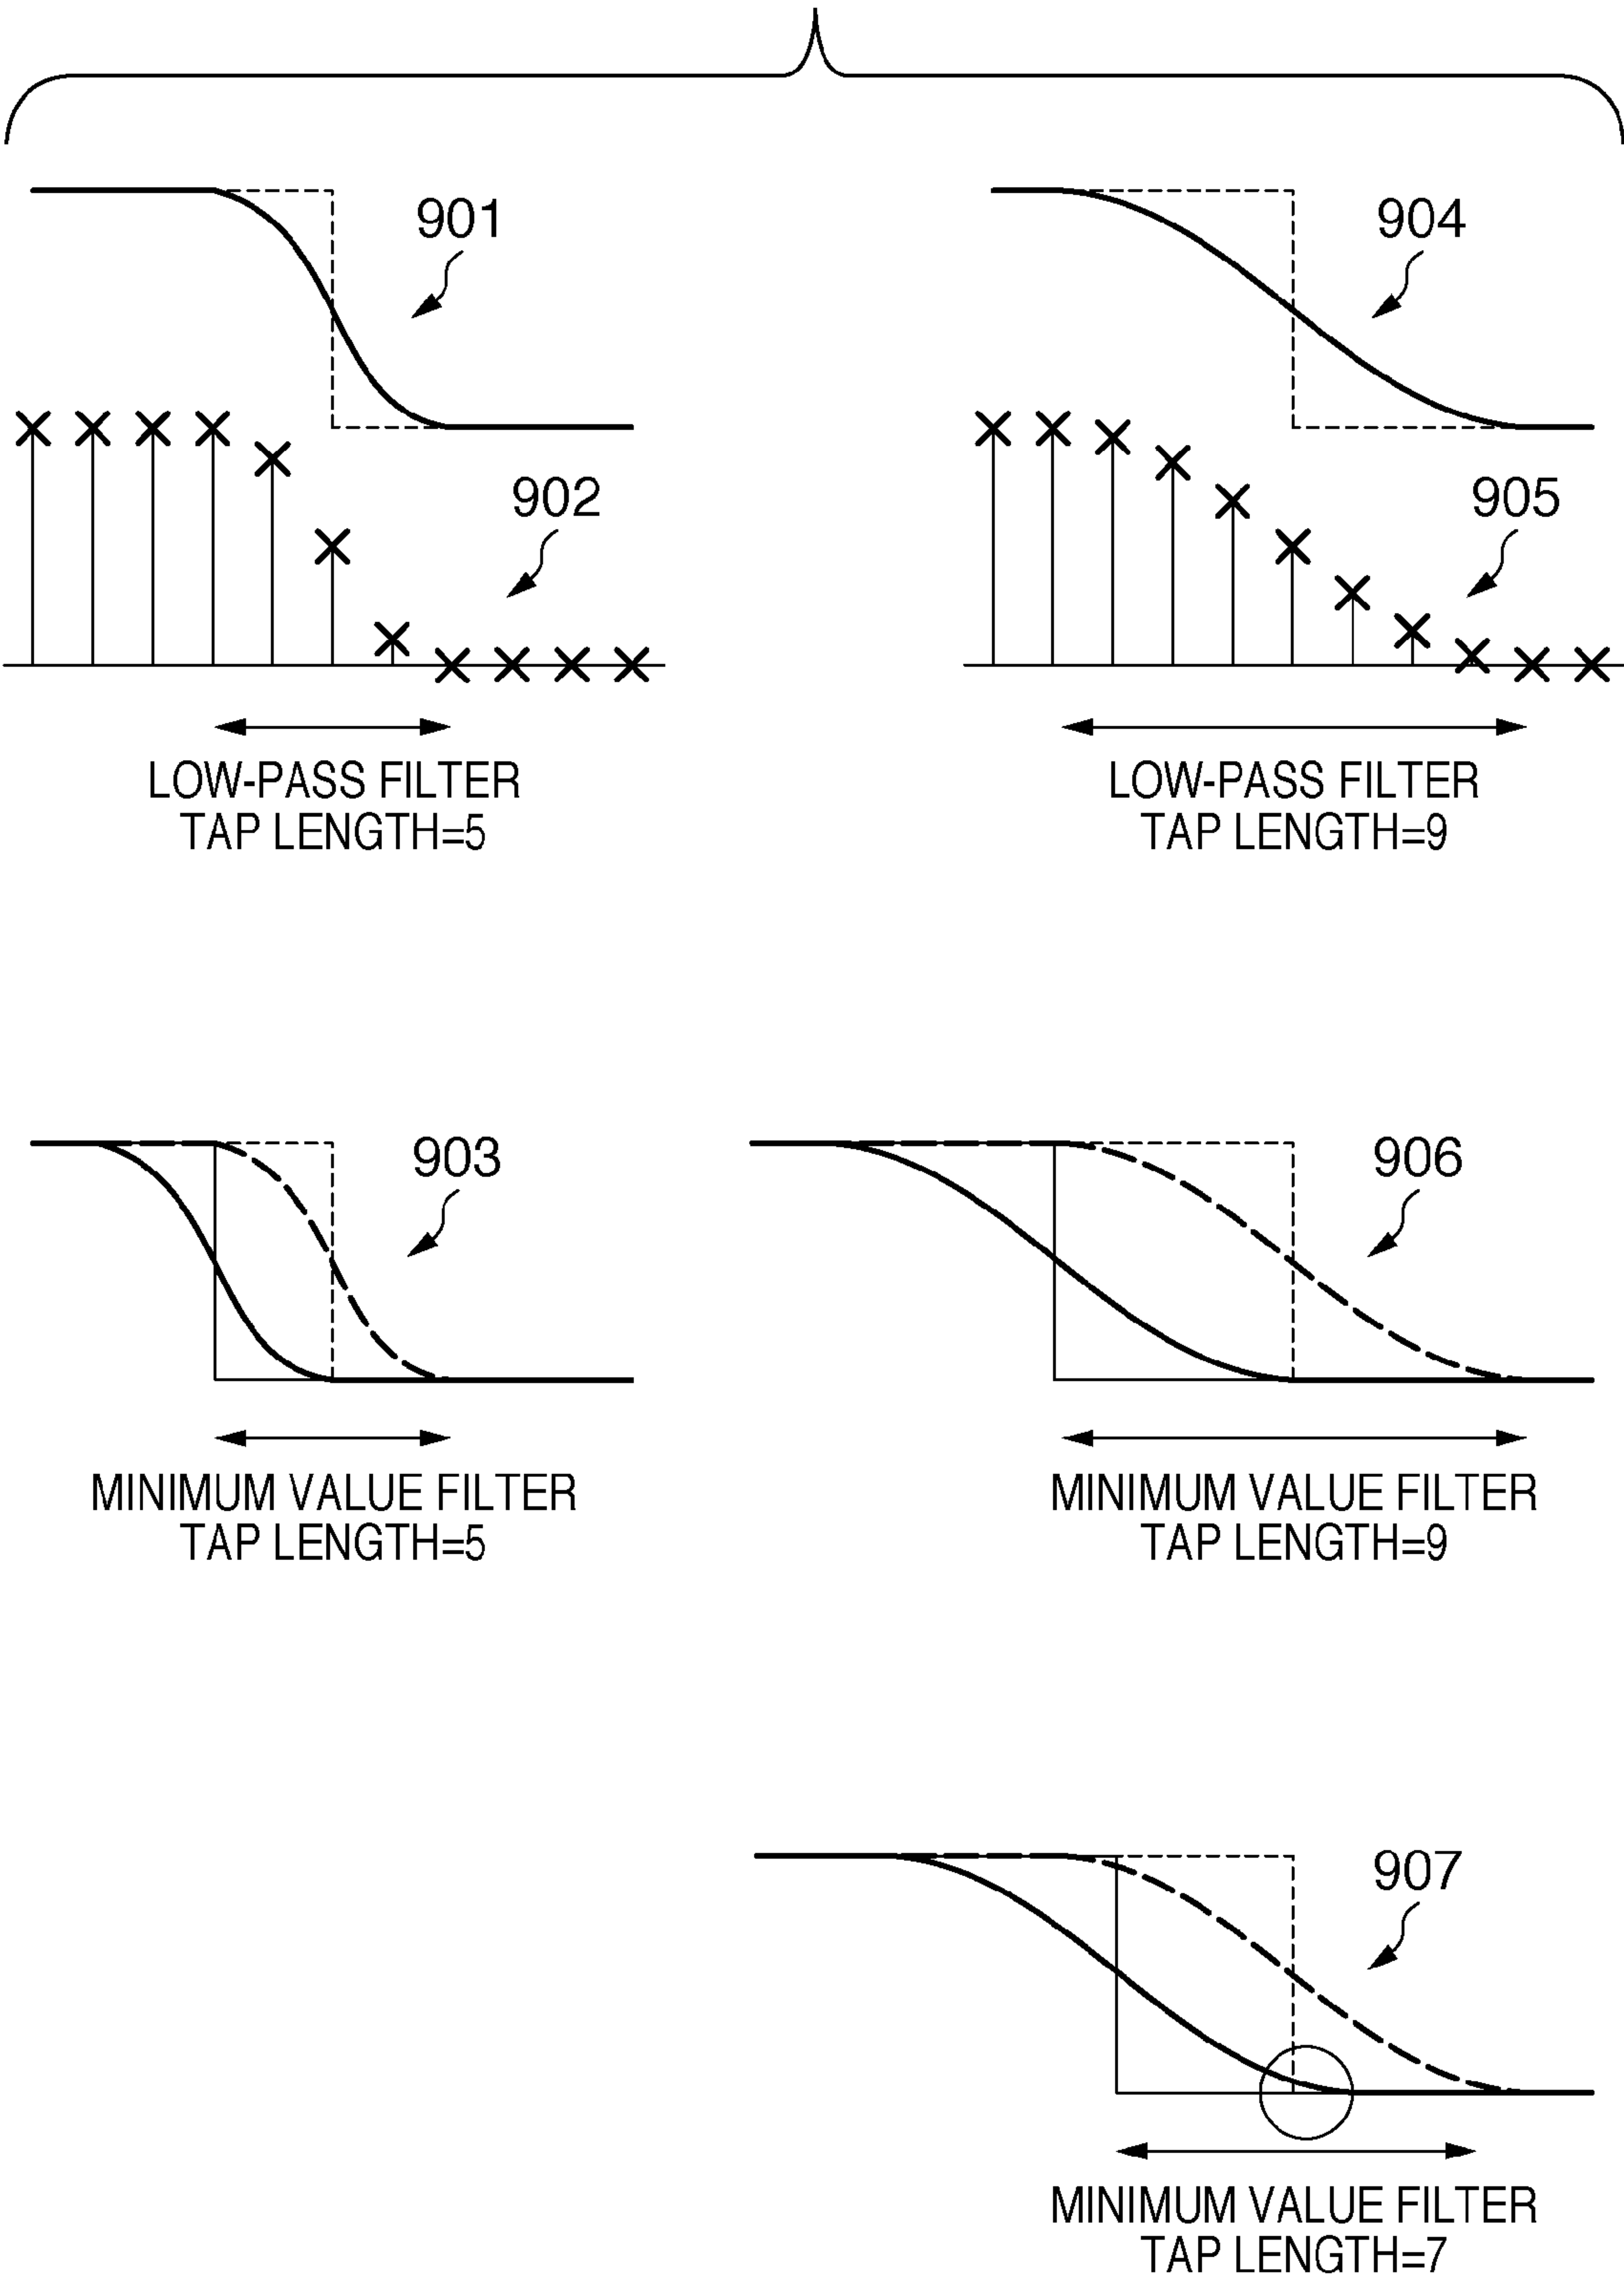 901
904
902
905
LOW-PASS FILTER
TAP LENGTH=5
LOW-PASS FILTER
TAP LENGTH=9
903
906
MINIMUM VALUE FILTER
TAP LENGTH=5
MINIMUM VALUE FILTER
TAP LENGTH=9
907
MINIMUM VALUE FILTER
TAP LENGTH=7